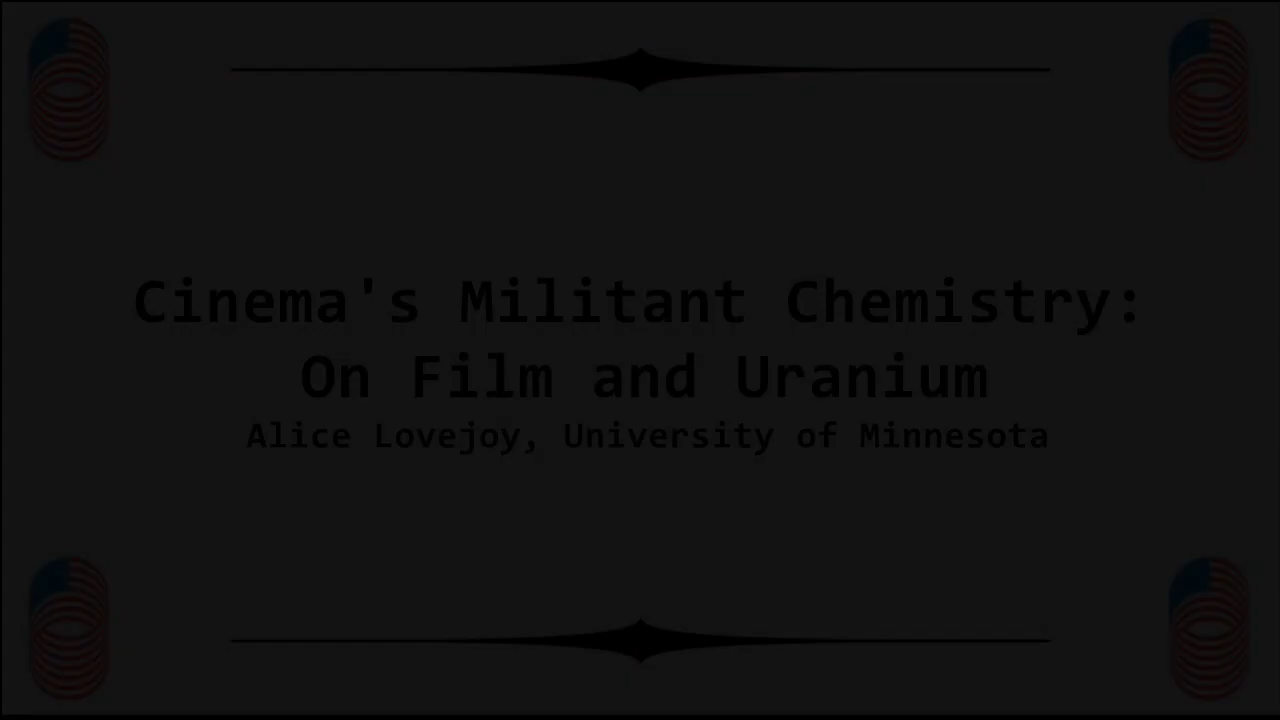 Cinema's Militant Chemistry:
On Film and Uranium
Alice Lovejoy, University of Minnesota